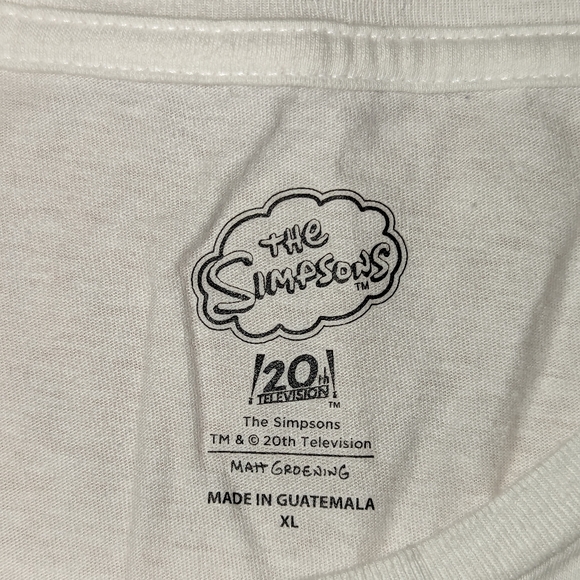 THE
SIMPSONS
TM
20th
TELEVISION
TM
The Simpsons
TM & © 20th Television
MATT GROENING
MADE IN GUATEMALA
XL